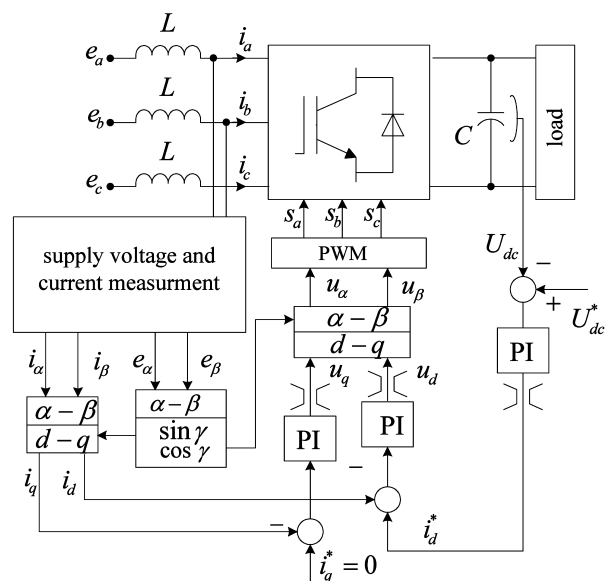 L
e_a
i_a
L
e_b
i_b
L
e_c
i_c
C
load
s_a s_b s_c
PWM
supply voltage and
current measurment
U_dc
−
+
U*_dc
u_α u_β
α − β
d − q
PI
i_α i_β e_α e_β
u_q u_d
α − β
d − q
α − β
sin γ
cos γ
PI
PI
i_q i_d
−
−
i*_d
i*_q = 0